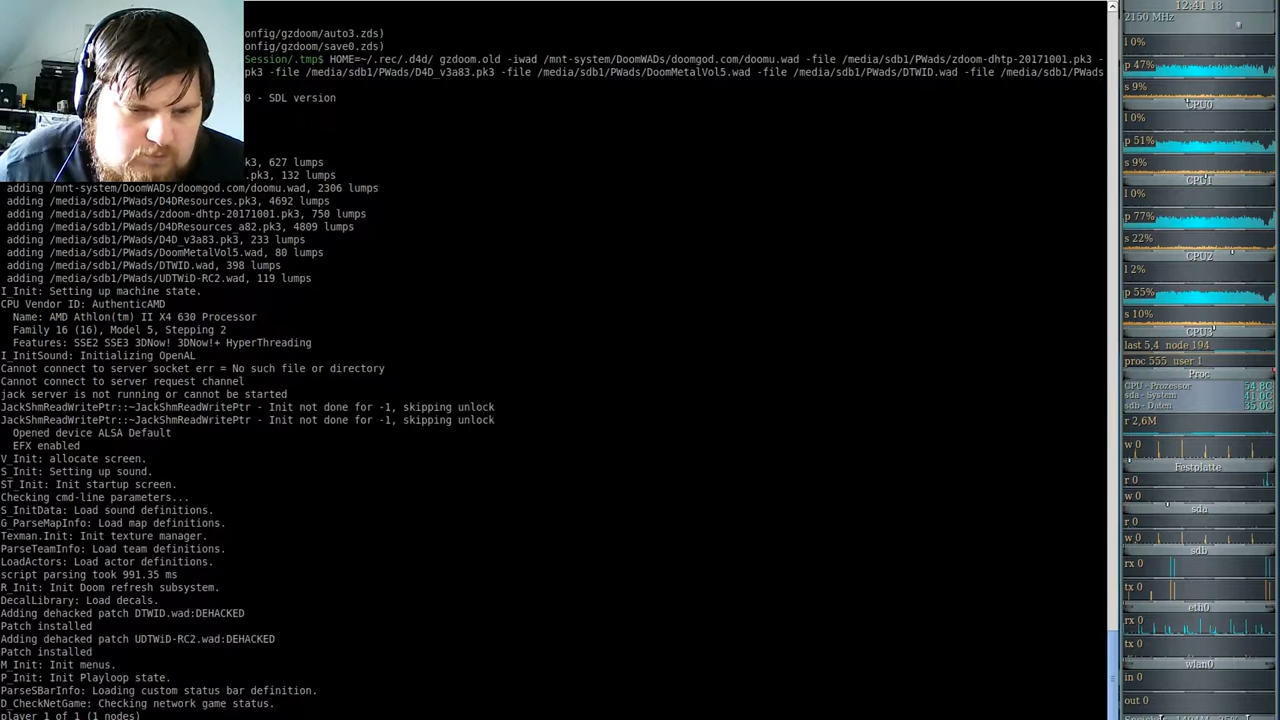 onfig/gzdoom/auto3.zds)
onfig/gzdoom/save0.zds)
Session/.tmp$ HOME=~/.rec/.d4d/ gzdoom.old -iwad /mnt-system/DoomWADs/doomgod.com/doomu.wad -file /media/sdb1/PWads/zdoom-dhtp-20171001.pk3 -
pk3 -file /media/sdb1/PWads/D4D_v3a83.pk3 -file /media/sdb1/PWads/DoomMetalVol5.wad -file /media/sdb1/PWads/DTWID.wad -file /media/sdb1/PWads
0 - SDL version
k3, 627 lumps
.pk3, 132 lumps
adding /mnt-system/DoomWADs/doomgod.com/doomu.wad, 2306 lumps
adding /media/sdb1/PWads/D4DResources.pk3, 4692 lumps
adding /media/sdb1/PWads/zdoom-dhtp-20171001.pk3, 750 lumps
adding /media/sdb1/PWads/D4DResources_a82.pk3, 4809 lumps
adding /media/sdb1/PWads/D4D_v3a83.pk3, 233 lumps
adding /media/sdb1/PWads/DoomMetalVol5.wad, 80 lumps
adding /media/sdb1/PWads/DTWID.wad, 398 lumps
adding /media/sdb1/PWads/UDTWiD-RC2.wad, 119 lumps
I_Init: Setting up machine state.
CPU Vendor ID: AuthenticAMD
Name: AMD Athlon(tm) II X4 630 Processor
Family 16 (16), Model 5, Stepping 2
Features: SSE2 SSE3 3DNow! 3DNow!+ HyperThreading
I_InitSound: Initializing OpenAL
Cannot connect to server socket err = No such file or directory
Cannot connect to server request channel
jack server is not running or cannot be started
JackShmReadWritePtr::~JackShmReadWritePtr - Init not done for -1, skipping unlock
JackShmReadWritePtr::~JackShmReadWritePtr - Init not done for -1, skipping unlock
Opened device ALSA Default
EFX enabled
V_Init: allocate screen.
S_Init: Setting up sound.
ST_Init: Init startup screen.
Checking cmd-line parameters...
S_InitData: Load sound definitions.
G_ParseMapInfo: Load map definitions.
Texman.Init: Init texture manager.
ParseTeamInfo: Load team definitions.
LoadActors: Load actor definitions.
script parsing took 991.35 ms
R_Init: Init Doom refresh subsystem.
DecalLibrary: Load decals.
Adding dehacked patch DTWID.wad:DEHACKED
Patch installed
Adding dehacked patch UDTWiD-RC2.wad:DEHACKED
Patch installed
M_Init: Init menus.
P_Init: Init Playloop state.
ParseSBarInfo: Loading custom status bar definition.
D_CheckNetGame: Checking network game status.
player 1 of 1 (1 nodes)
12:41 18
2150 MHz
l 0%
p 47%
s 9%
CPU0
l 0%
p 51%
s 9%
CPU1
l 0%
p 77%
s 22%
CPU2
l 2%
p 55%
s 10%
CPU3
last 5,4 node 194
proc 555 user 1
Proc
CPU - Prozessor 54,8C
sda - System 41,0C
sdb - Daten 35,0C
r 2,6M
w 0
Festplatte
r 0
w 0
sda
r 0
w 0
sdb
rx 0
tx 0
eth0
rx 0
tx 0
wlan0
in 0
out 0